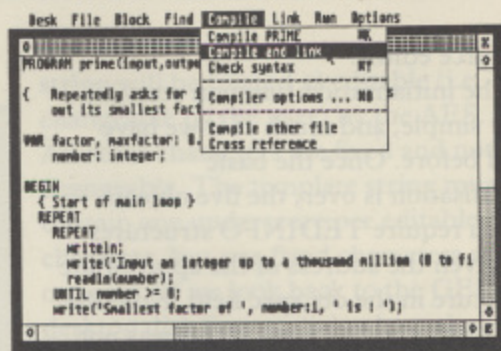 Desk File Block Find Compile Link Run Options
Compile PRIME
Compile and link
Check syntax
Compiler options ...
Compile other file
Cross reference
PROGRAM prime(input,outpu
{ Repeatedly asks for
out its smallest fact
VAR factor, maxfactor: 0.
number: integer;
BEGIN
{ Start of main loop }
REPEAT
REPEAT
writeln;
write('Input an integer up to a thousand million (0 to fi
readln(number);
UNTIL number >= 0;
write('Smallest factor of ', number:1, ' is : ');